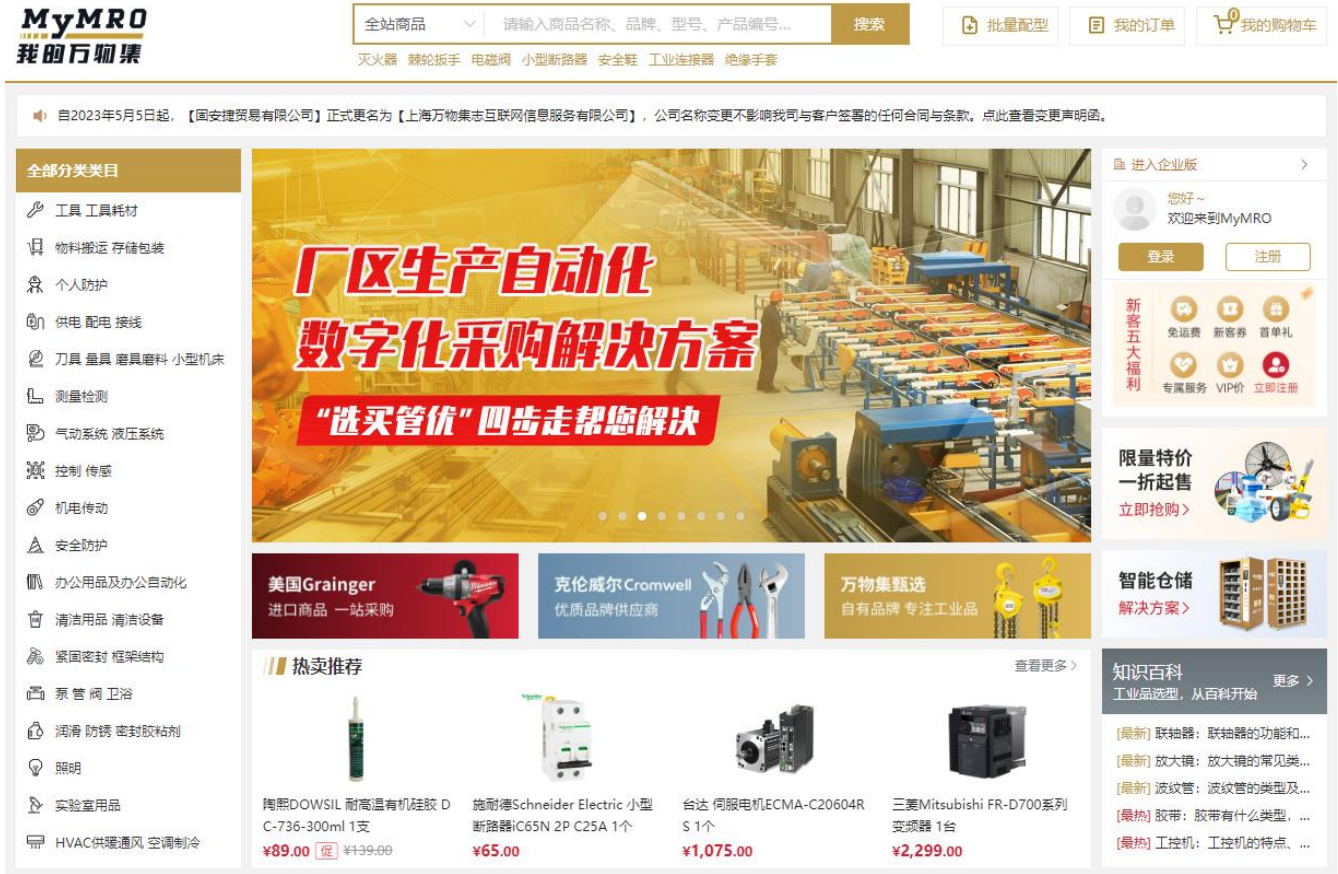 MyMRO
我的万物集
全站商品
请输入商品名称、品牌、型号、产品编号...
搜索
批量配型
我的订单
0
我的购物车
灭火器 棘轮扳手 电磁阀 小型断路器 安全鞋 工业连接器 绝缘手套
自2023年5月5日起，【固安捷贸易有限公司】正式更名为【上海万物集志互联网信息服务有限公司】，公司名称变更不影响我司与客户签署的任何合同与条款。点此查看变更声明函。
全部分类类目
工具 工具耗材
物料搬运 存储包装
个人防护
供电 配电 接线
刀具 量具 磨具磨料 小型机床
测量检测
气动系统 液压系统
控制 传感
机电传动
安全防护
办公用品及办公自动化
清洁用品 清洁设备
紧固密封 框架结构
泵 管 阀 卫浴
润滑 防锈 密封胶粘剂
照明
实验室用品
HVAC供暖通风 空调制冷
厂区生产自动化
数字化采购解决方案
“选买管优”四步走帮您解决
美国Grainger
进口商品 一站采购
克伦威尔Cromwell
优质品牌供应商
万物集甄选
自有品牌 专注工业品
热卖推荐
查看更多
陶熙DOWSIL 耐高温有机硅胶 D
C-736-300ml 1支
¥89.00 促 ¥139.00
Schneider
施耐德Schneider Electric 小型
断路器iC65N 2P C25A 1个
¥65.00
台达 伺服电机ECMA-C20604R
S 1个
¥1,075.00
三菱Mitsubishi FR-D700系列
变频器 1台
¥2,299.00
进入企业版
您好~
欢迎来到MyMRO
登录
注册
新客五大福利
免运费 新客券 首单礼
专属服务 VIP价 立即注册
限量特价
一折起售
立即抢购
智能仓储
解决方案
知识百科
工业品选型，从百科开始
更多
[最新] 联轴器：联轴器的功能和...
[最新] 放大镜：放大镜的常见类...
[最新] 波纹管：波纹管的类型及...
[最热] 胶带：胶带有什么类型，...
[最热] 工控机：工控机的特点、...